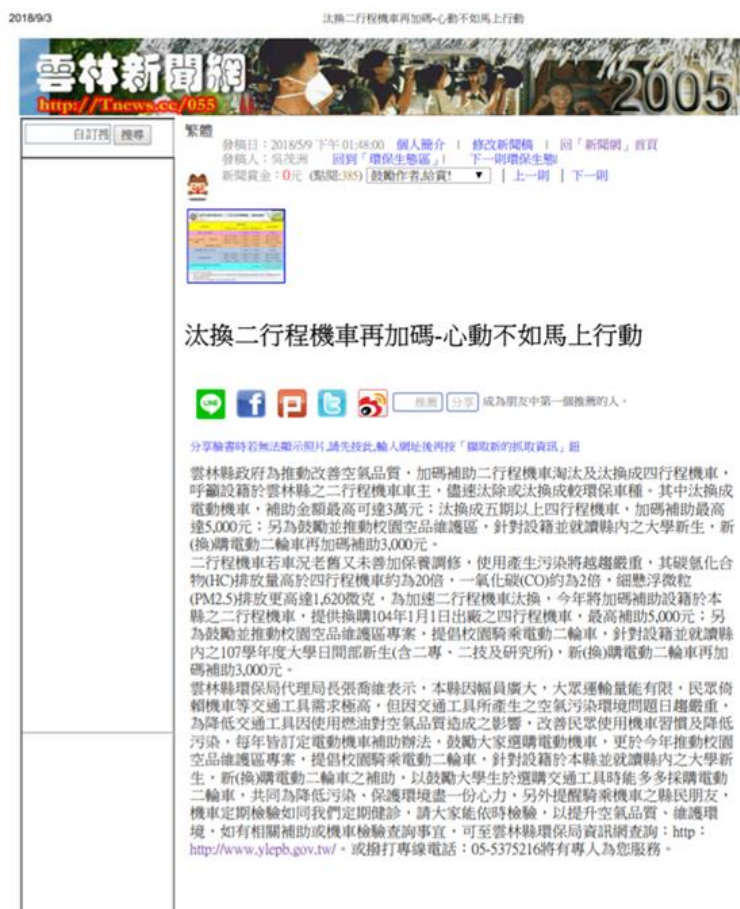 2018/9/3
汰換二行程機車再加碼-心動不如馬上行動
雲林新聞網
http://Tnews.cc/055
2005
自訂搜 搜尋
繁體
發稿日：2018/5/9 下午 01:48:00 個人簡介 | 修改新聞稿 | 回「新聞網」首頁
發稿人：吳茂洲 回到「環保生態區」| 下一則環保生態
新聞賞金：0元 (點閱:385) 鼓勵作者,給賞! ▼ | 上一則 | 下一則
汰換二行程機車再加碼-心動不如馬上行動
LINE
推薦 分享 成為朋友中第一個推薦的人。
分享臉書時若無法顯示照片,請先按此,輸入網址後再按「擷取新的抓取資訊」鈕
雲林縣政府為推動改善空氣品質，加碼補助二行程機車淘汰及汰換成四行程機車，
呼籲設籍於雲林縣之二行程機車車主，儘速汰除或汰換成較環保車種。其中汰換成
電動機車，補助金額最高可達3萬元；汰換成五期以上四行程機車，加碼補助最高
達5,000元；另為鼓勵並推動校園空品維護區，針對設籍並就讀縣內之大學新生，新
(換)購電動二輪車再加碼補助3,000元。
二行程機車若車況老舊又未善加保養調修，使用產生污染將越趨嚴重，其碳氫化合
物(HC)排放量高於四行程機車約為20倍，一氧化碳(CO)約為2倍，細懸浮微粒
(PM2.5)排放更高達1,620微克，為加速二行程機車汰換，今年將加碼補助設籍於本
縣之二行程機車，提供換購104年1月1日出廠之四行程機車，最高補助5,000元；另
為鼓勵並推動校園空品維護區專案，提倡校園騎乘電動二輪車，針對設籍並就讀縣
內之107學年度大學日間部新生(含二專、二技及研究所)，新(換)購電動二輪車再加
碼補助3,000元。
雲林縣環保局代理局長張喬維表示，本縣因幅員廣大，大眾運輸量能有限，民眾倚
賴機車等交通工具需求極高，但因交通工具所產生之空氣污染環境問題日趨嚴重，
為降低交通工具因使用燃油對空氣品質造成之影響，改善民眾使用機車習慣及降低
污染，每年皆訂定電動機車補助辦法，鼓勵大家選購電動機車，更於今年推動校園
空品維護區專案，提倡校園騎乘電動二輪車，針對設籍於本縣並就讀縣內之大學新
生，新(換)購電動二輪車之補助，以鼓勵大學生於選購交通工具時能多多採購電動
二輪車，共同為降低污染、保護環境盡一份心力，另外提醒騎乘機車之縣民朋友，
機車定期檢驗如同我們定期健診，請大家能依時檢驗，以提升空氣品質、維護環
境，如有相關補助或機車檢驗查詢事宜，可至雲林縣環保局資訊網查詢：http：
http://www.ylepb.gov.tw/。或撥打專線電話：05-5375216將有專人為您服務。